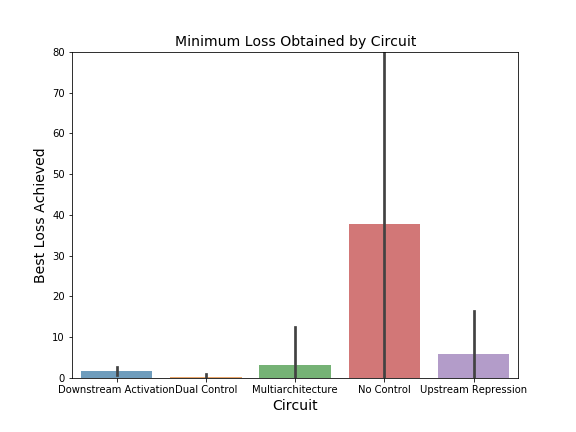 Minimum Loss Obtained by Circuit
Best Loss Achieved
80
70
60
50
40
30
20
10
0
Downstream Activation Dual Control Multiarchitecture No Control Upstream Repression
Circuit